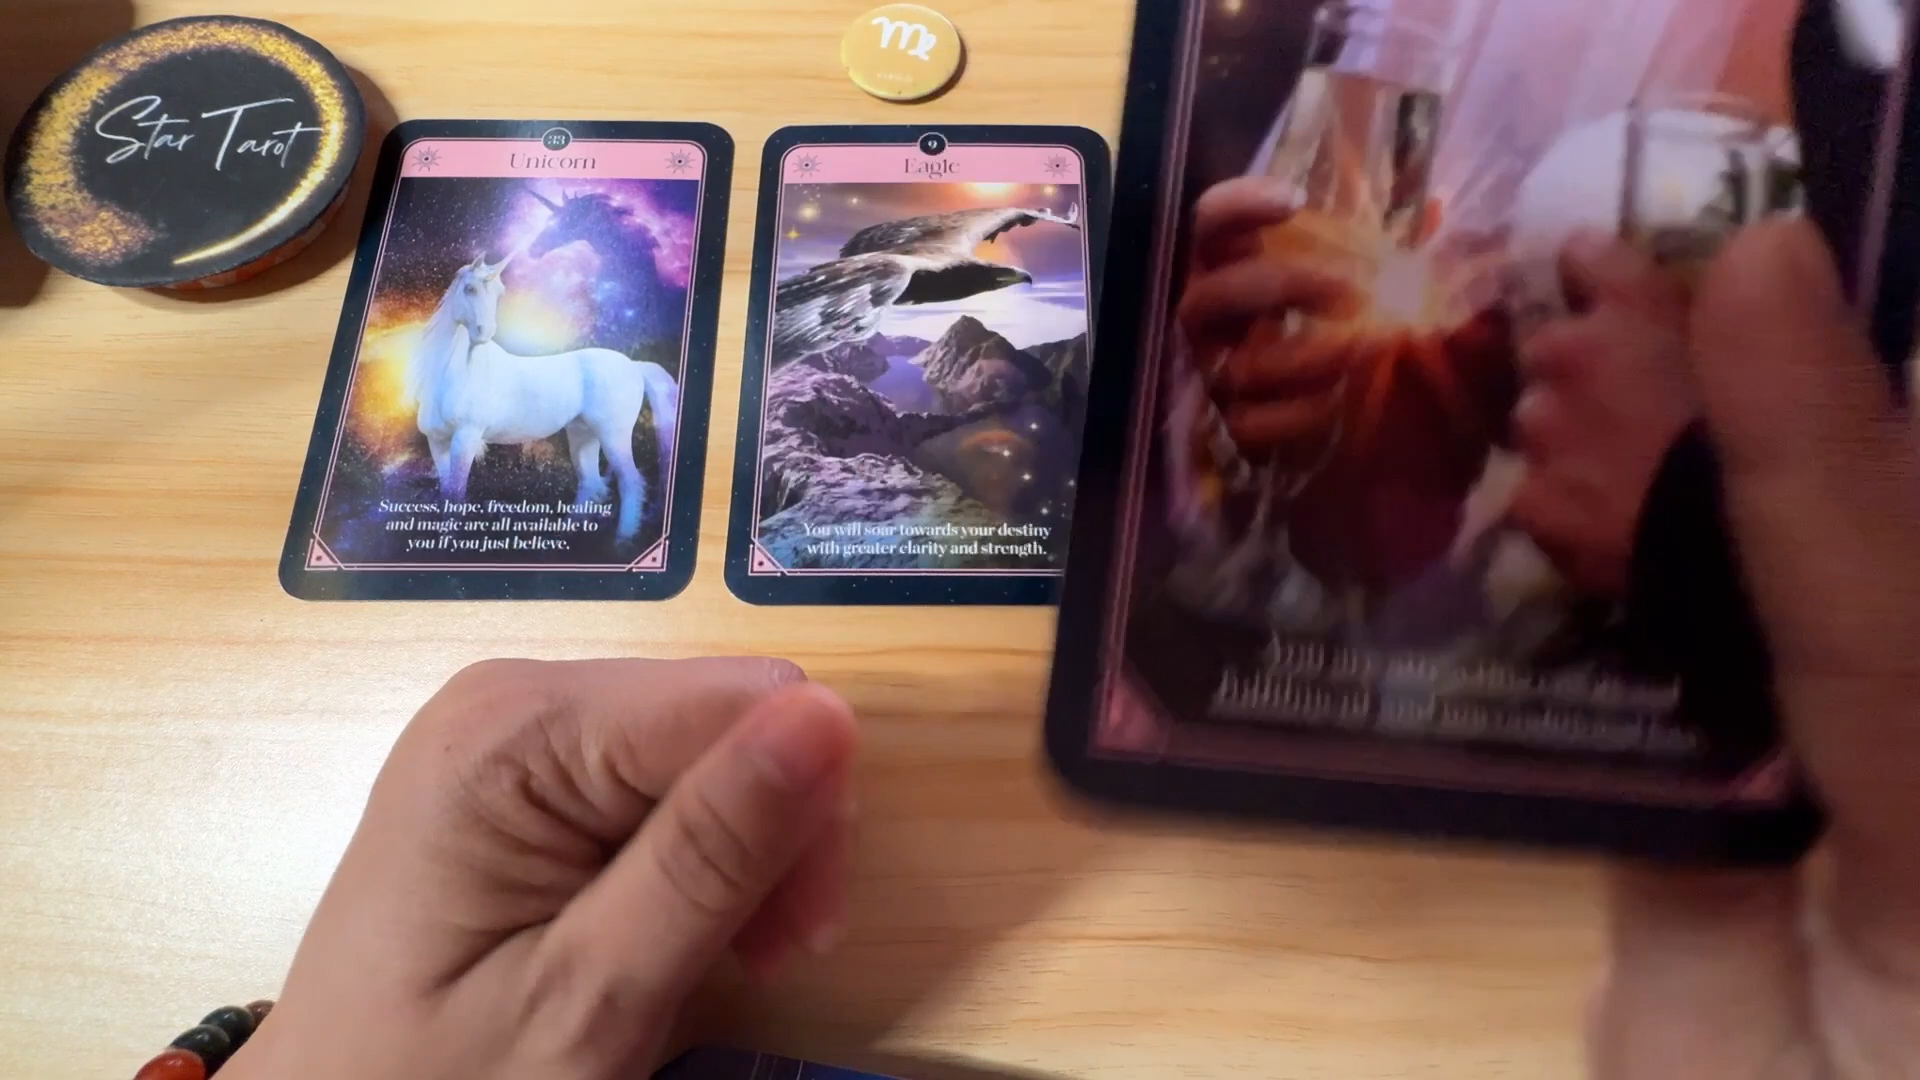 Star Tarot
33
Unicorn
Success, hope, freedom, healing
and magic are all available to
you if you just believe.
9
Eagle
You will soar towards your destiny
with greater clarity and strength.